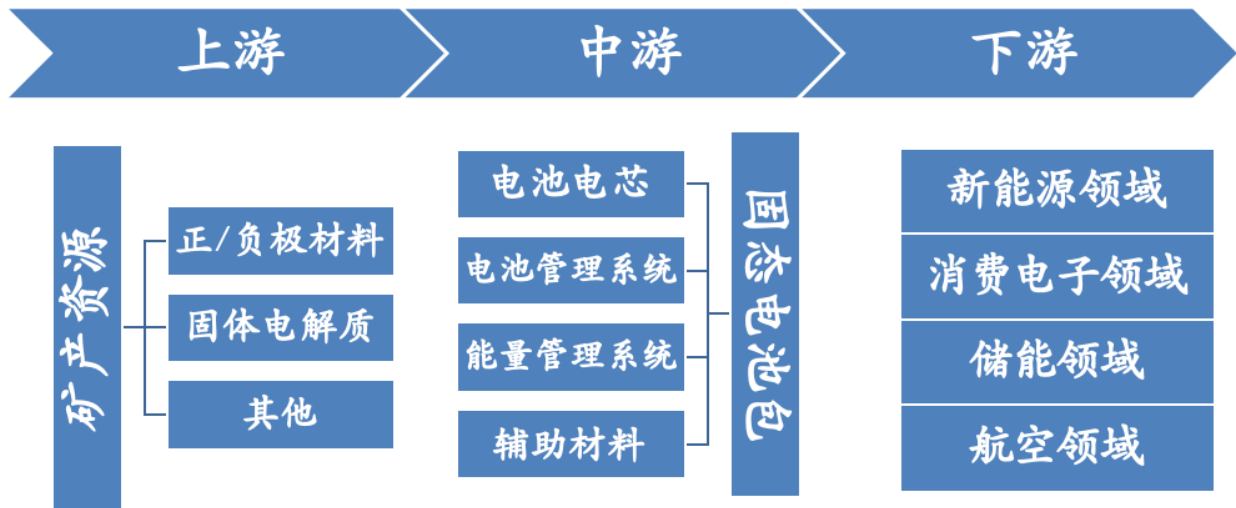 上游
中游
下游
矿产资源
正/负极材料
固体电解质
其他
电池电芯
电池管理系统
能量管理系统
辅助材料
固态电池包
新能源领域
消费电子领域
储能领域
航空领域